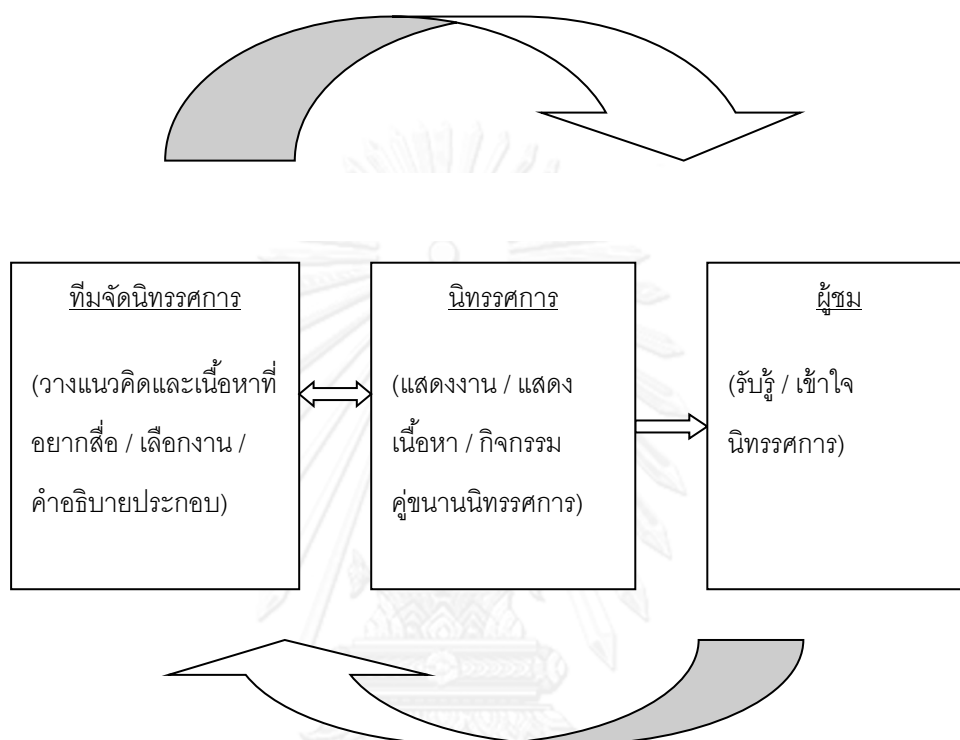 ทีมจัดนิทรรศการ
(วางแนวคิดและเนื้อหาที่
อยากสื่อ / เลือกงาน /
คำอธิบายประกอบ)
นิทรรศการ
(แสดงงาน / แสดง
เนื้อหา / กิจกรรม
คู่ขนานนิทรรศการ)
ผู้ชม
(รับรู้ / เข้าใจ
นิทรรศการ)